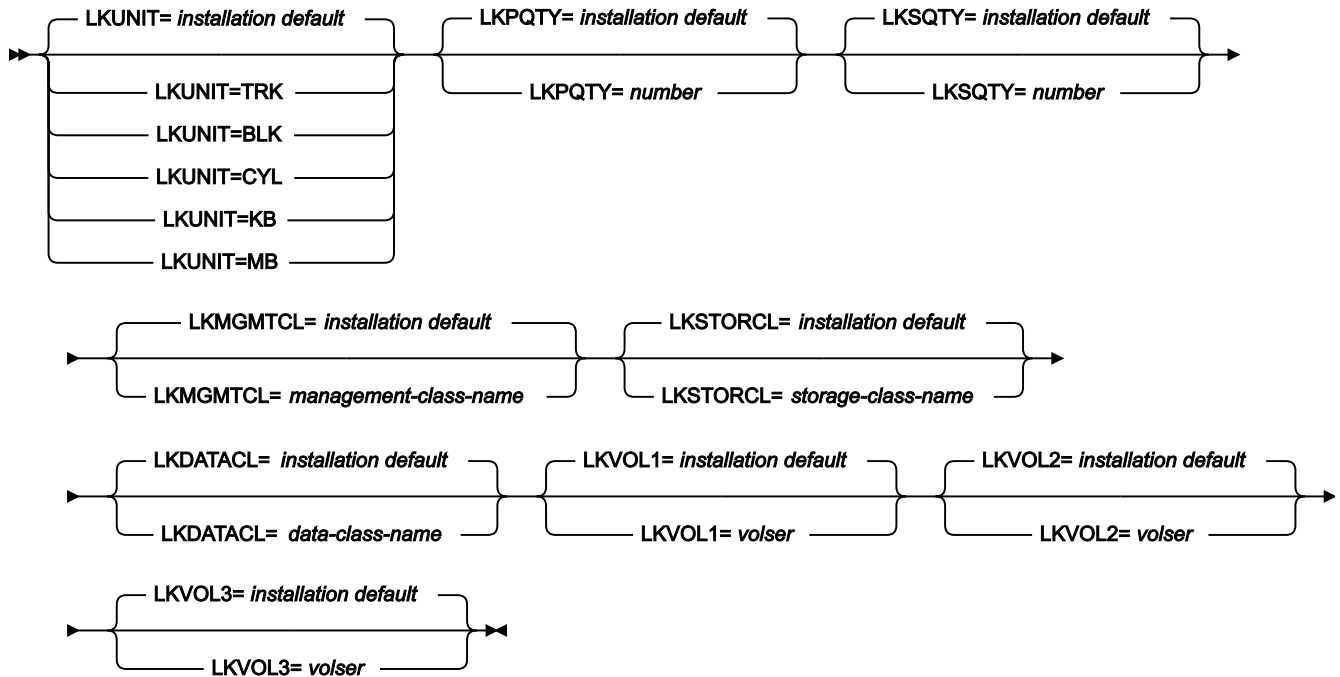 LKUNIT= installation default LKPQTY= installation default LKSQTY= installation default
LKUNIT=TRK LKPQTY= number LKSQTY= number
LKUNIT=BLK
LKUNIT=CYL
LKUNIT=KB
LKUNIT=MB
LKMGMTCL= installation default LKSTORCL= installation default
LKMGMTCL= management-class-name LKSTORCL= storage-class-name
LKDATACL= installation default LKVOL1= installation default LKVOL2= installation default
LKDATACL= data-class-name LKVOL1= volser LKVOL2= volser
LKVOL3= installation default
LKVOL3= volser